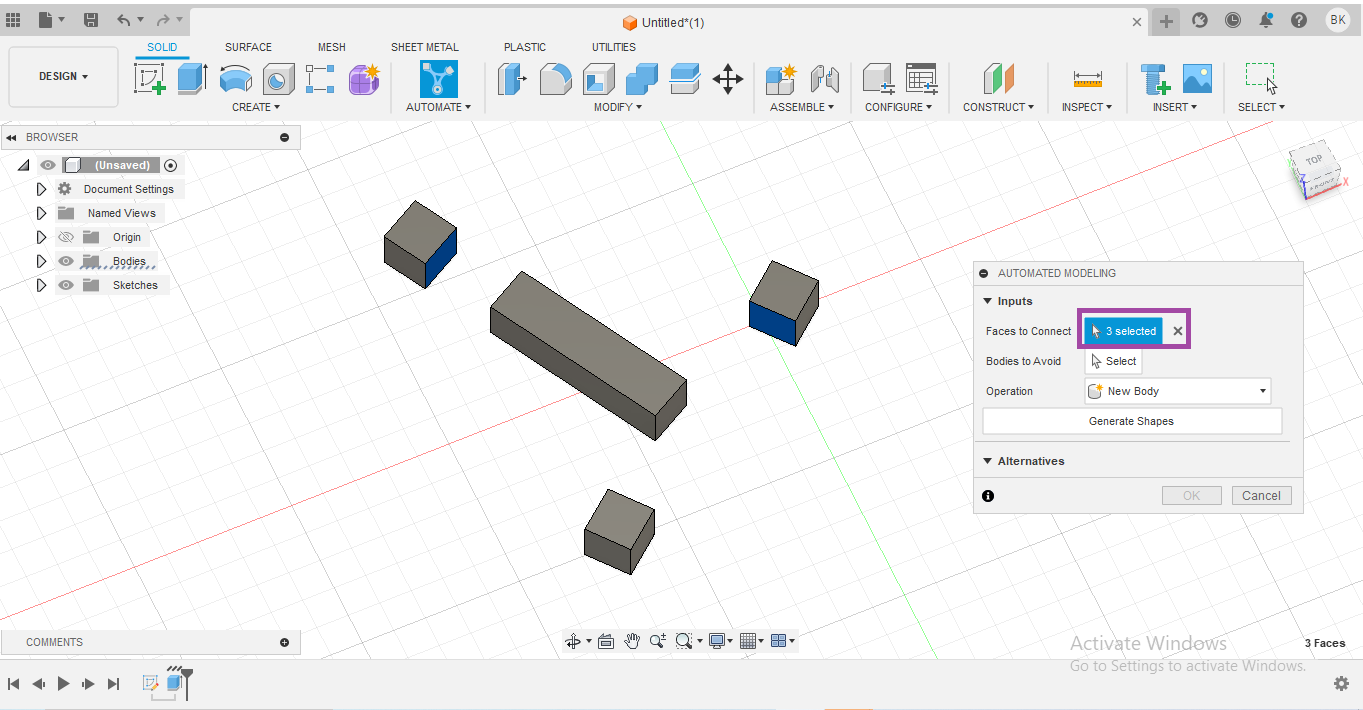 Untitled*(1)
BK
SOLID SURFACE MESH SHEET METAL PLASTIC UTILITIES
DESIGN
CREATE AUTOMATE MODIFY ASSEMBLE CONFIGURE CONSTRUCT INSPECT INSERT SELECT
BROWSER
(Unsaved)
Document Settings
Named Views
Origin
Bodies
Sketches
TOP
FRONT
Z
X
AUTOMATED MODELING
Inputs
Faces to Connect 3 selected
Bodies to Avoid Select
Operation New Body
Generate Shapes
Alternatives
OK Cancel
COMMENTS
Activate Windows
3 Faces
Go to Settings to activate Windows.